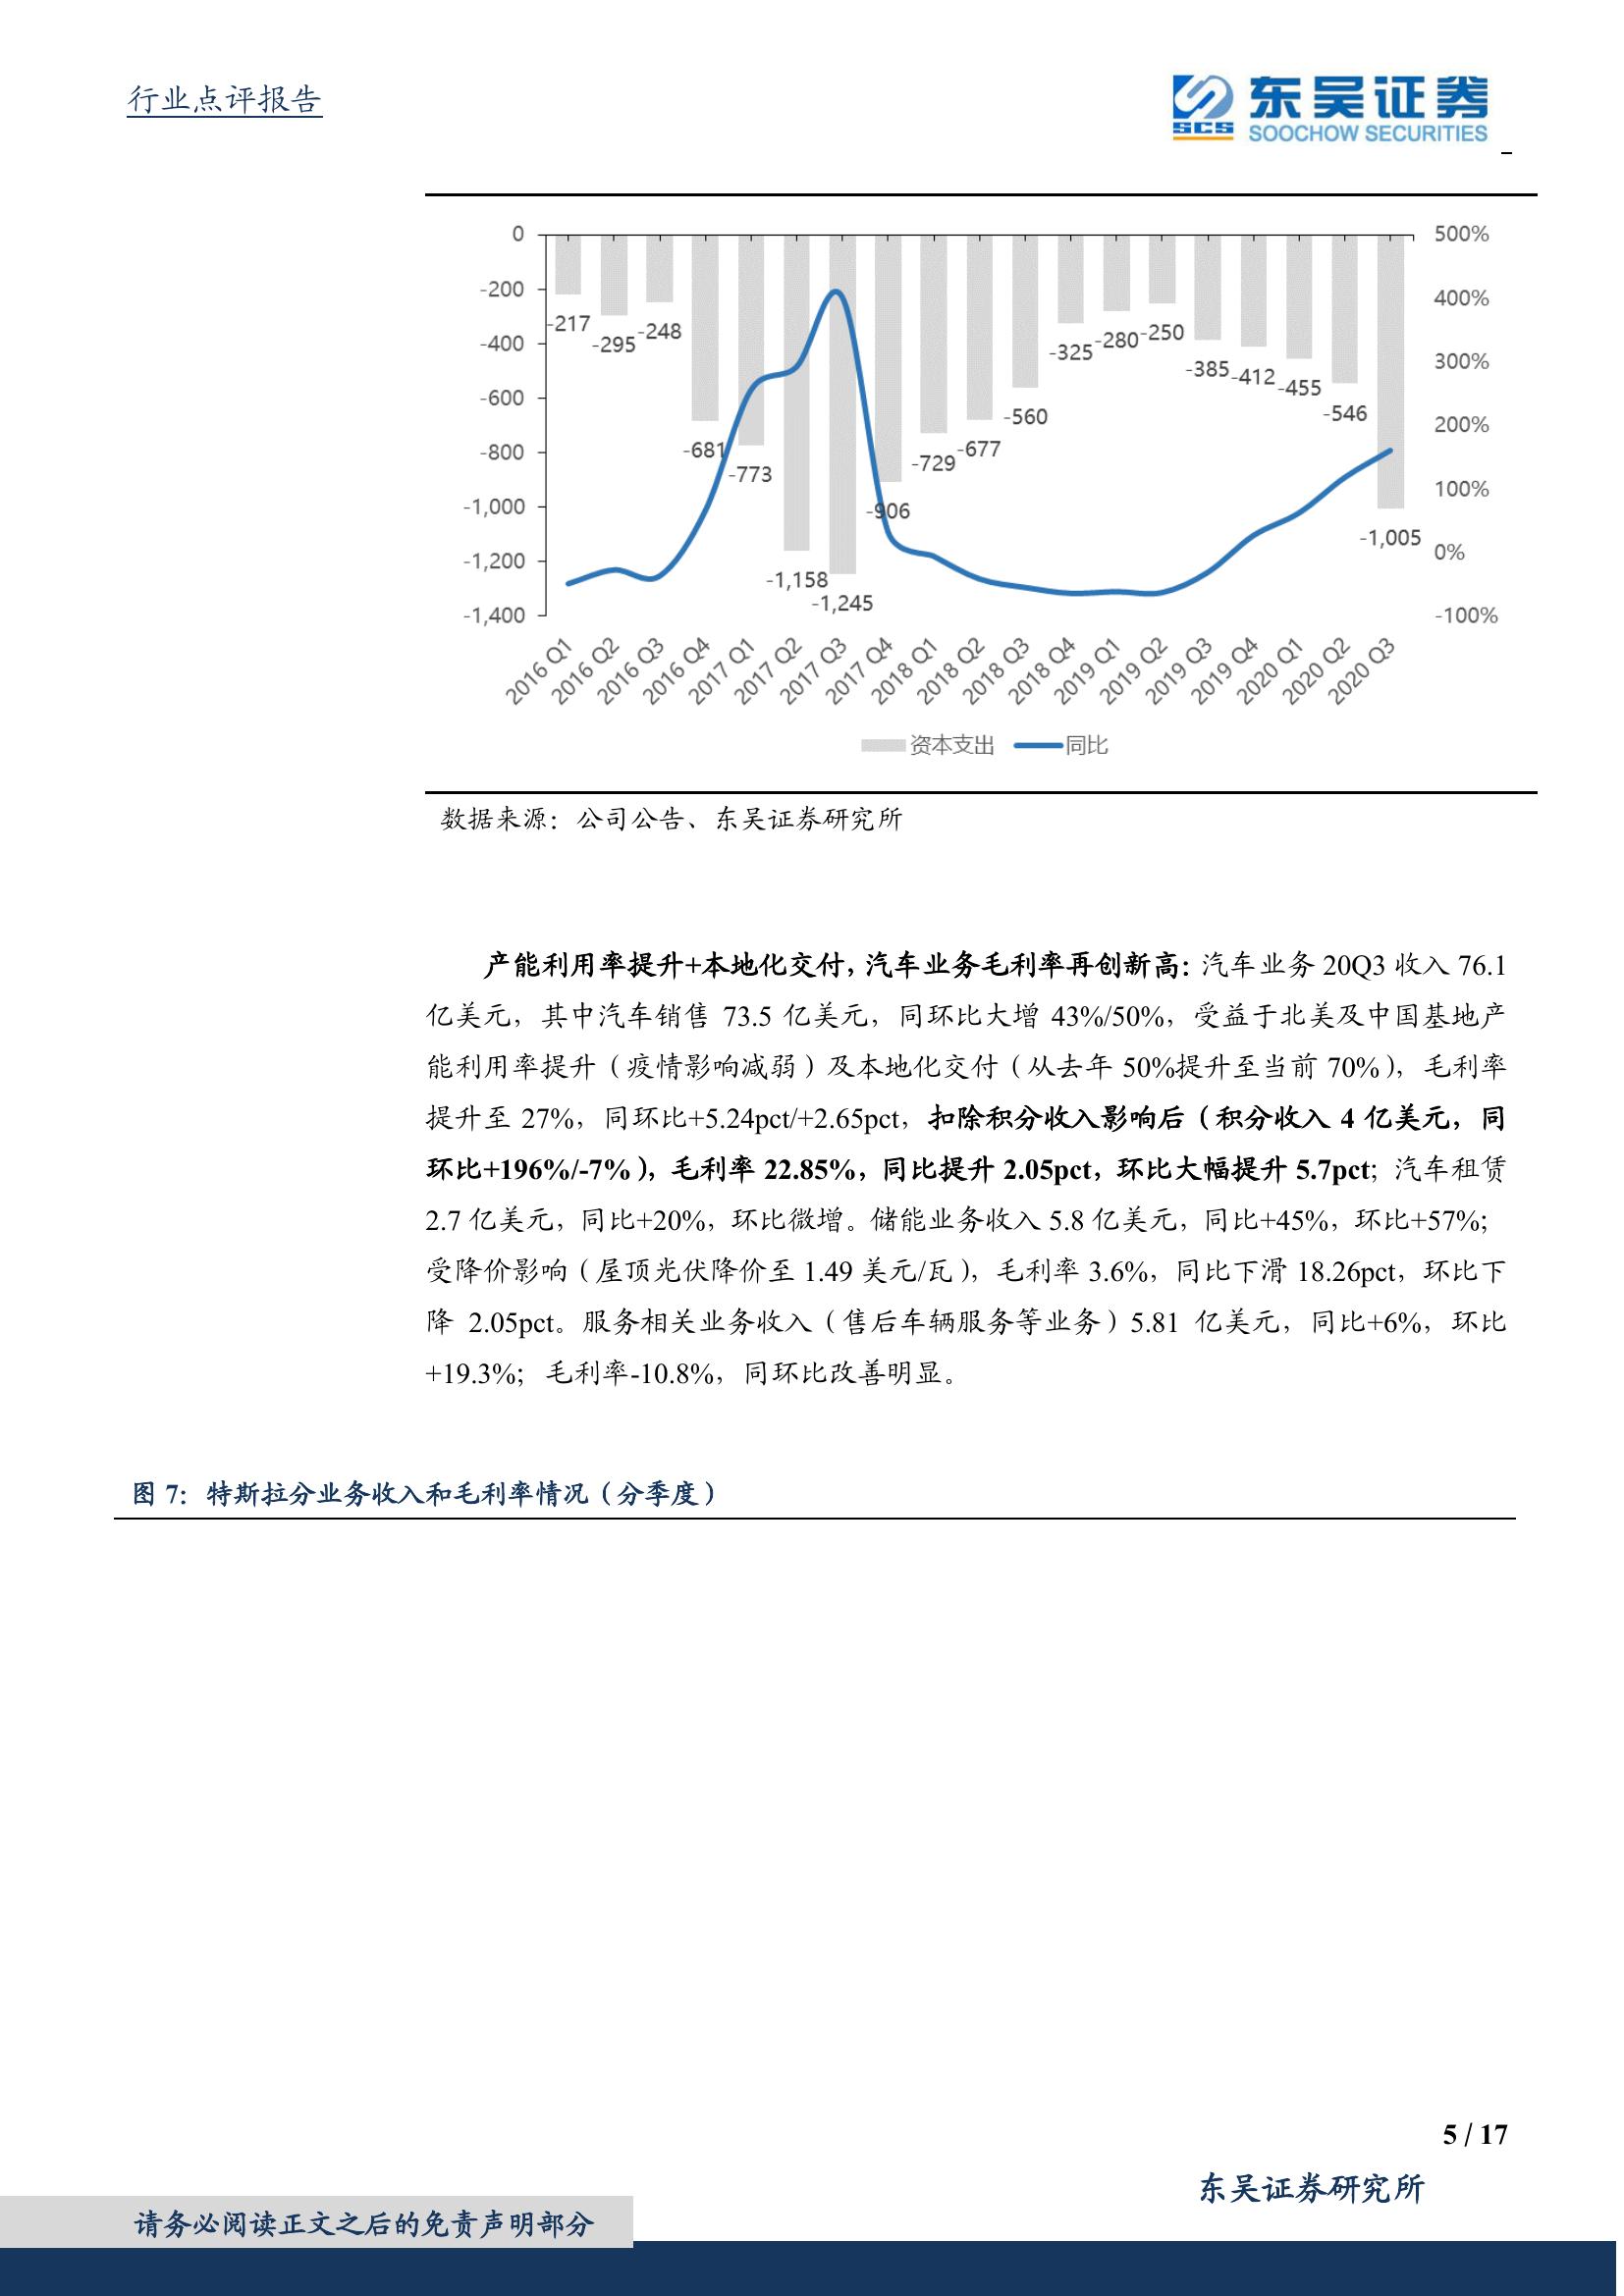 行业点评报告
SCS 东吴证券
SOOCHOW SECURITIES
0
-200
-400
-600
-800
-1,000
-1,200
-1,400
500%
400%
300%
200%
100%
0%
-100%
-217
-295
-248
-681
-773
-1,158
-1,245
-906
-729
-677
-560
-325
-280
-250
-385
-412
-455
-546
-1,005
2016 Q1
2016 Q2
2016 Q3
2016 Q4
2017 Q1
2017 Q2
2017 Q3
2017 Q4
2018 Q1
2018 Q2
2018 Q3
2018 Q4
2019 Q1
2019 Q2
2019 Q3
2019 Q4
2020 Q1
2020 Q2
2020 Q3
资本支出 同比
数据来源：公司公告、东吴证券研究所
产能利用率提升+本地化交付，汽车业务毛利率再创新高：汽车业务 20Q3 收入 76.1
亿美元，其中汽车销售 73.5 亿美元，同环比大增 43%/50%，受益于北美及中国基地产
能利用率提升（疫情影响减弱）及本地化交付（从去年 50%提升至当前 70%），毛利率
提升至 27%，同环比+5.24pct/+2.65pct，扣除积分收入影响后（积分收入 4 亿美元，同
环比+196%/-7%），毛利率 22.85%，同比提升 2.05pct，环比大幅提升 5.7pct；汽车租赁
2.7 亿美元，同比+20%，环比微增。储能业务收入 5.8 亿美元，同比+45%，环比+57%；
受降价影响（屋顶光伏降价至 1.49 美元/瓦），毛利率 3.6%，同比下滑 18.26pct，环比下
降 2.05pct。服务相关业务收入（售后车辆服务等业务）5.81 亿美元，同比+6%，环比
+19.3%；毛利率-10.8%，同环比改善明显。
图 7：特斯拉分业务收入和毛利率情况（分季度）
5 / 17
东吴证券研究所
请务必阅读正文之后的免责声明部分